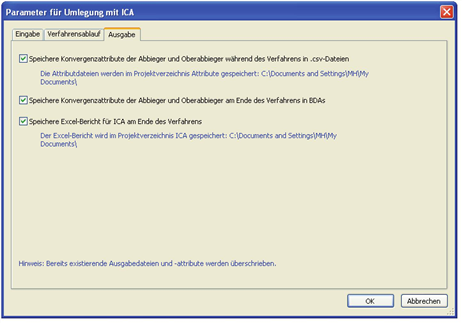 Parameter für Umlegung mit ICA
Eingabe Verfahrensablauf Ausgabe
Speichere Konvergenzattribute der Abbieger und Oberabbieger während des Verfahrens in .csv-Dateien
Die Attributdateien werden im Projektverzeichnis Attribute gespeichert: C:\Documents and Settings\MH\My
Documents\
Speichere Konvergenzattribute der Abbieger und Oberabbieger am Ende des Verfahrens in BDAs
Speichere Excel-Bericht für ICA am Ende des Verfahrens
Der Excel-Bericht wird im Projektverzeichnis ICA gespeichert: C:\Documents and Settings\MH\My
Documents\
Hinweis: Bereits existierende Ausgabedateien und -attribute werden überschrieben.
OK Abbrechen